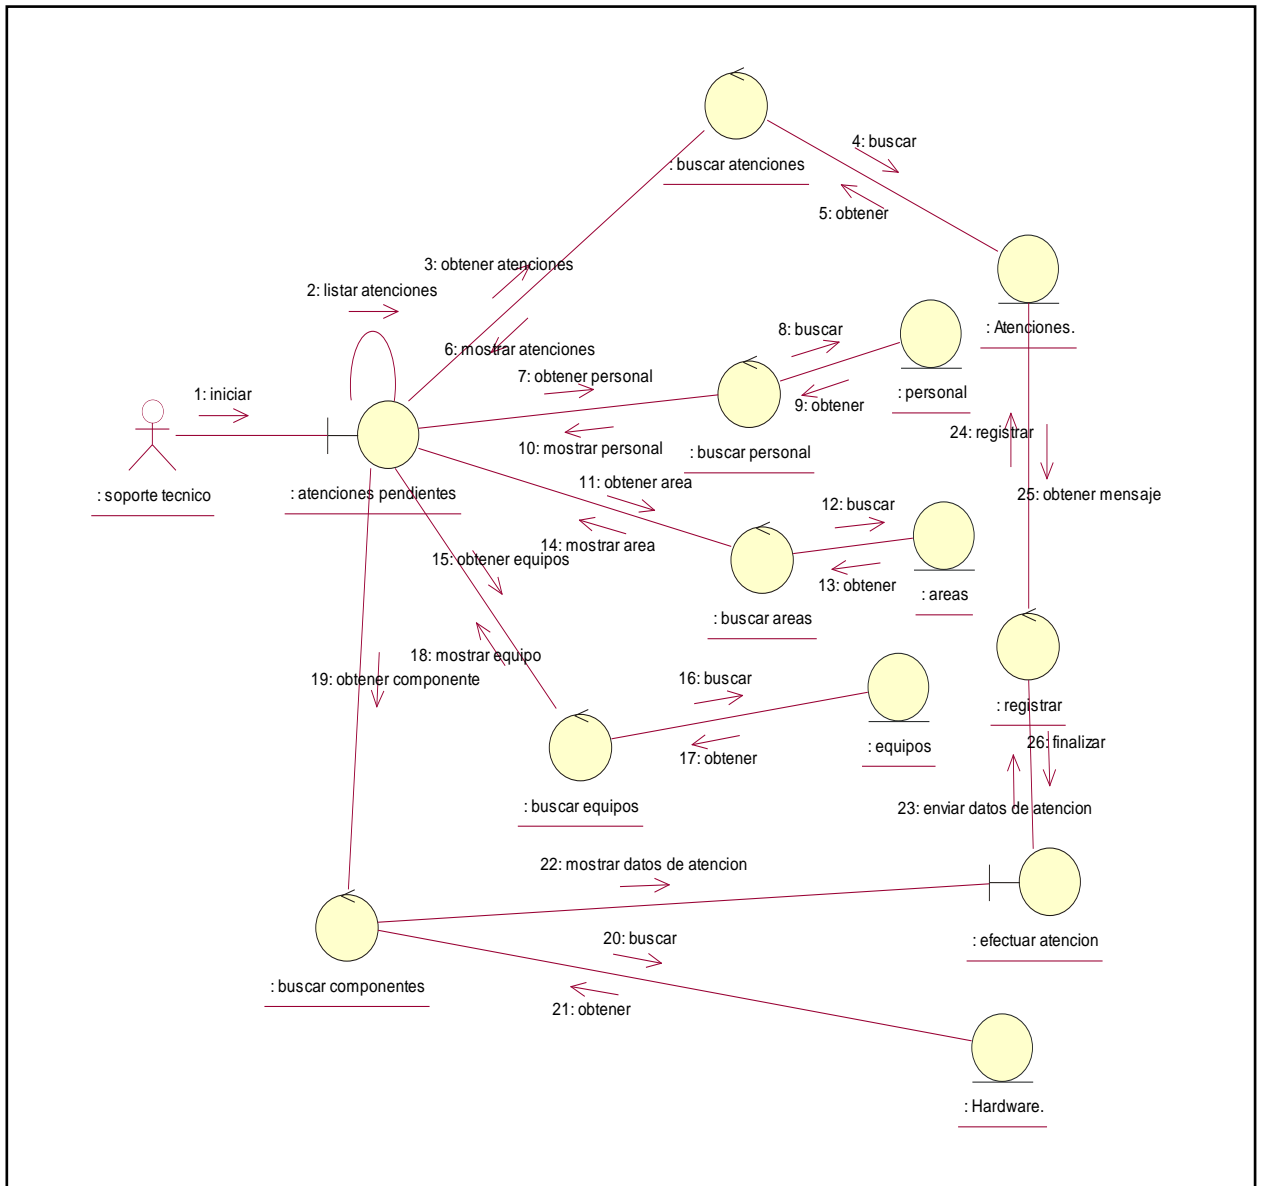 : buscar atenciones
4: buscar
5: obtener
3: obtener atenciones
2: listar atenciones
6: mostrar atenciones
: Atenciones.
8: buscar
7: obtener personal
9: obtener
: personal
1: iniciar
10: mostrar personal
: buscar personal
24: registrar
: soporte tecnico
: atenciones pendientes
11: obtener area
25: obtener mensaje
12: buscar
14: mostrar area
15: obtener equipos
13: obtener
: areas
: buscar areas
18: mostrar equipo
19: obtener componente
16: buscar
: registrar
17: obtener
: equipos
26: finalizar
: buscar equipos
23: enviar datos de atencion
22: mostrar datos de atencion
20: buscar
: efectuar atencion
: buscar componentes
21: obtener
: Hardware.